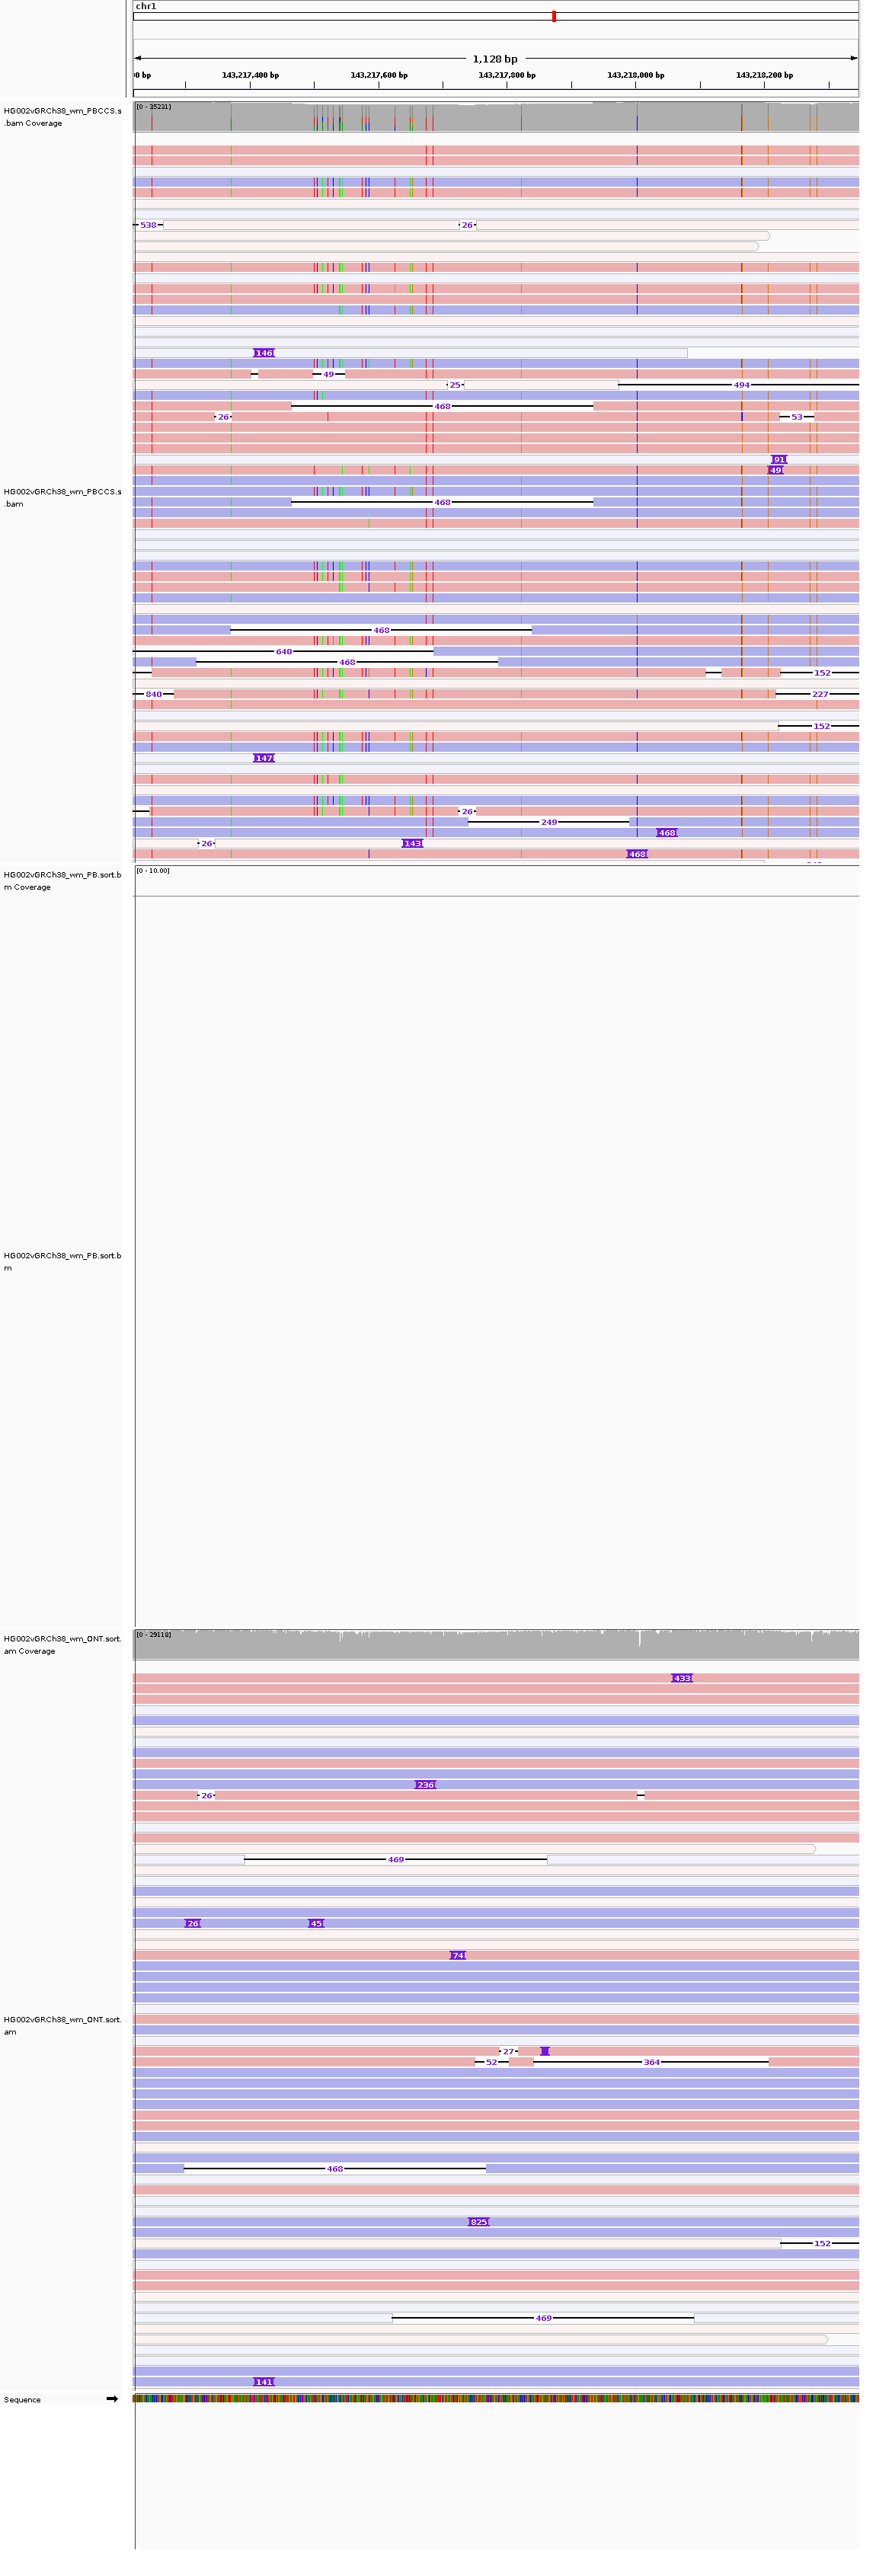 chr1
1,128 bp
00 bp 143,217,400 bp 143,217,600 bp 143,217,800 bp 143,218,000 bp 143,218,200 bp
HG002vGRCh38_wm_PBCCS.s
.bam Coverage
[0 - 35231]
538 26
146
49
25 494
468
26 53
91
49
HG002vGRCh38_wm_PBCCS.s
.bam
468
468
640
468
152
840 227
152
147
26
249
468
26 143
468
HG002vGRCh38_wm_PB.sort.b
m Coverage
[0 - 10.00]
HG002vGRCh38_wm_PB.sort.b
m
HG002vGRCh38_wm_ONT.sort.
am Coverage
[0 - 29118]
433
236
26
469
26 45
74
HG002vGRCh38_wm_ONT.sort.
am
27
52 364
468
825
152
469
141
Sequence